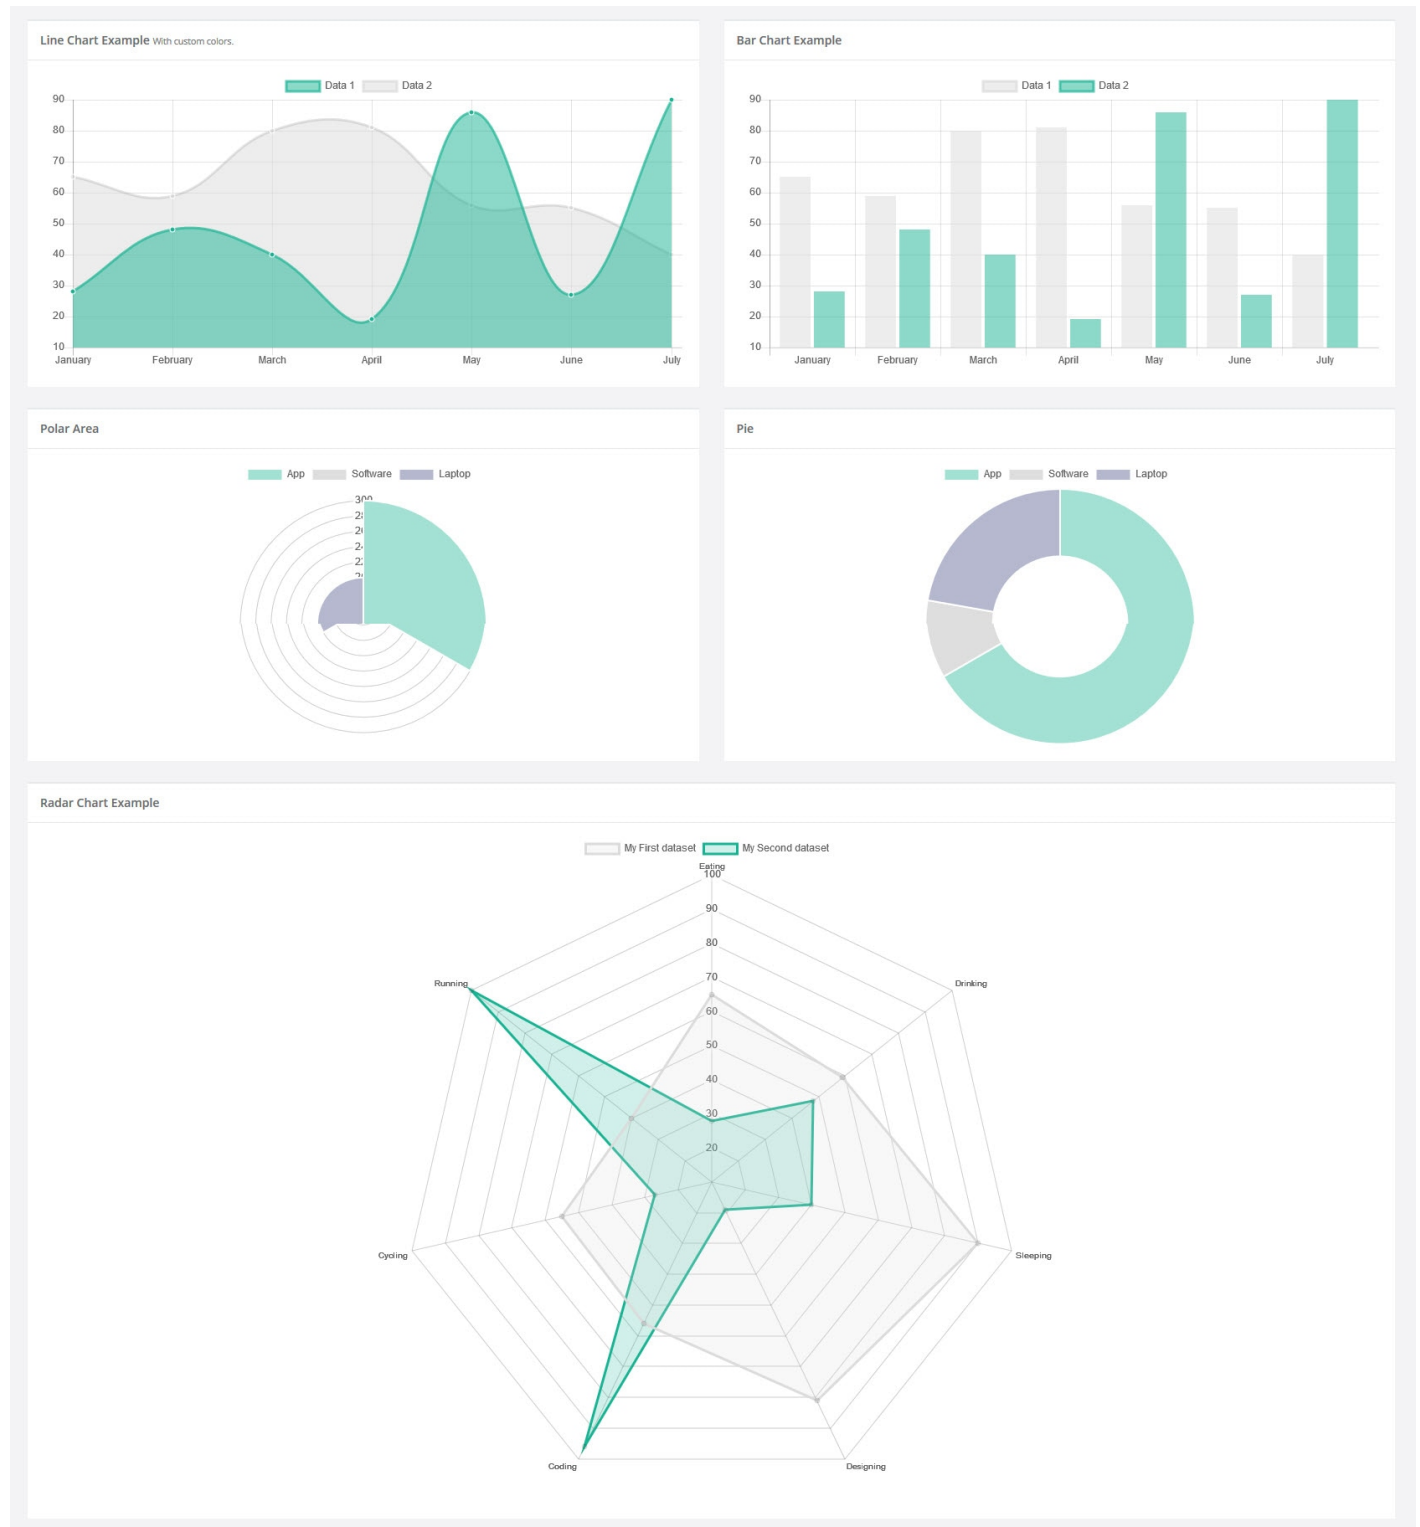 Line Chart Example With custom colors.
Data 1 Data 2
90
80
70
60
50
40
30
20
10
January February March April May June July
Bar Chart Example
Data 1 Data 2
90
80
70
60
50
40
30
20
10
January February March April May June July
Polar Area
App Software Laptop
300
Pie
App Software Laptop
Radar Chart Example
My First dataset My Second dataset
Eating
100
90
80
70
60
50
40
30
20
Running
Drinking
Cycling
Sleeping
Coding
Designing